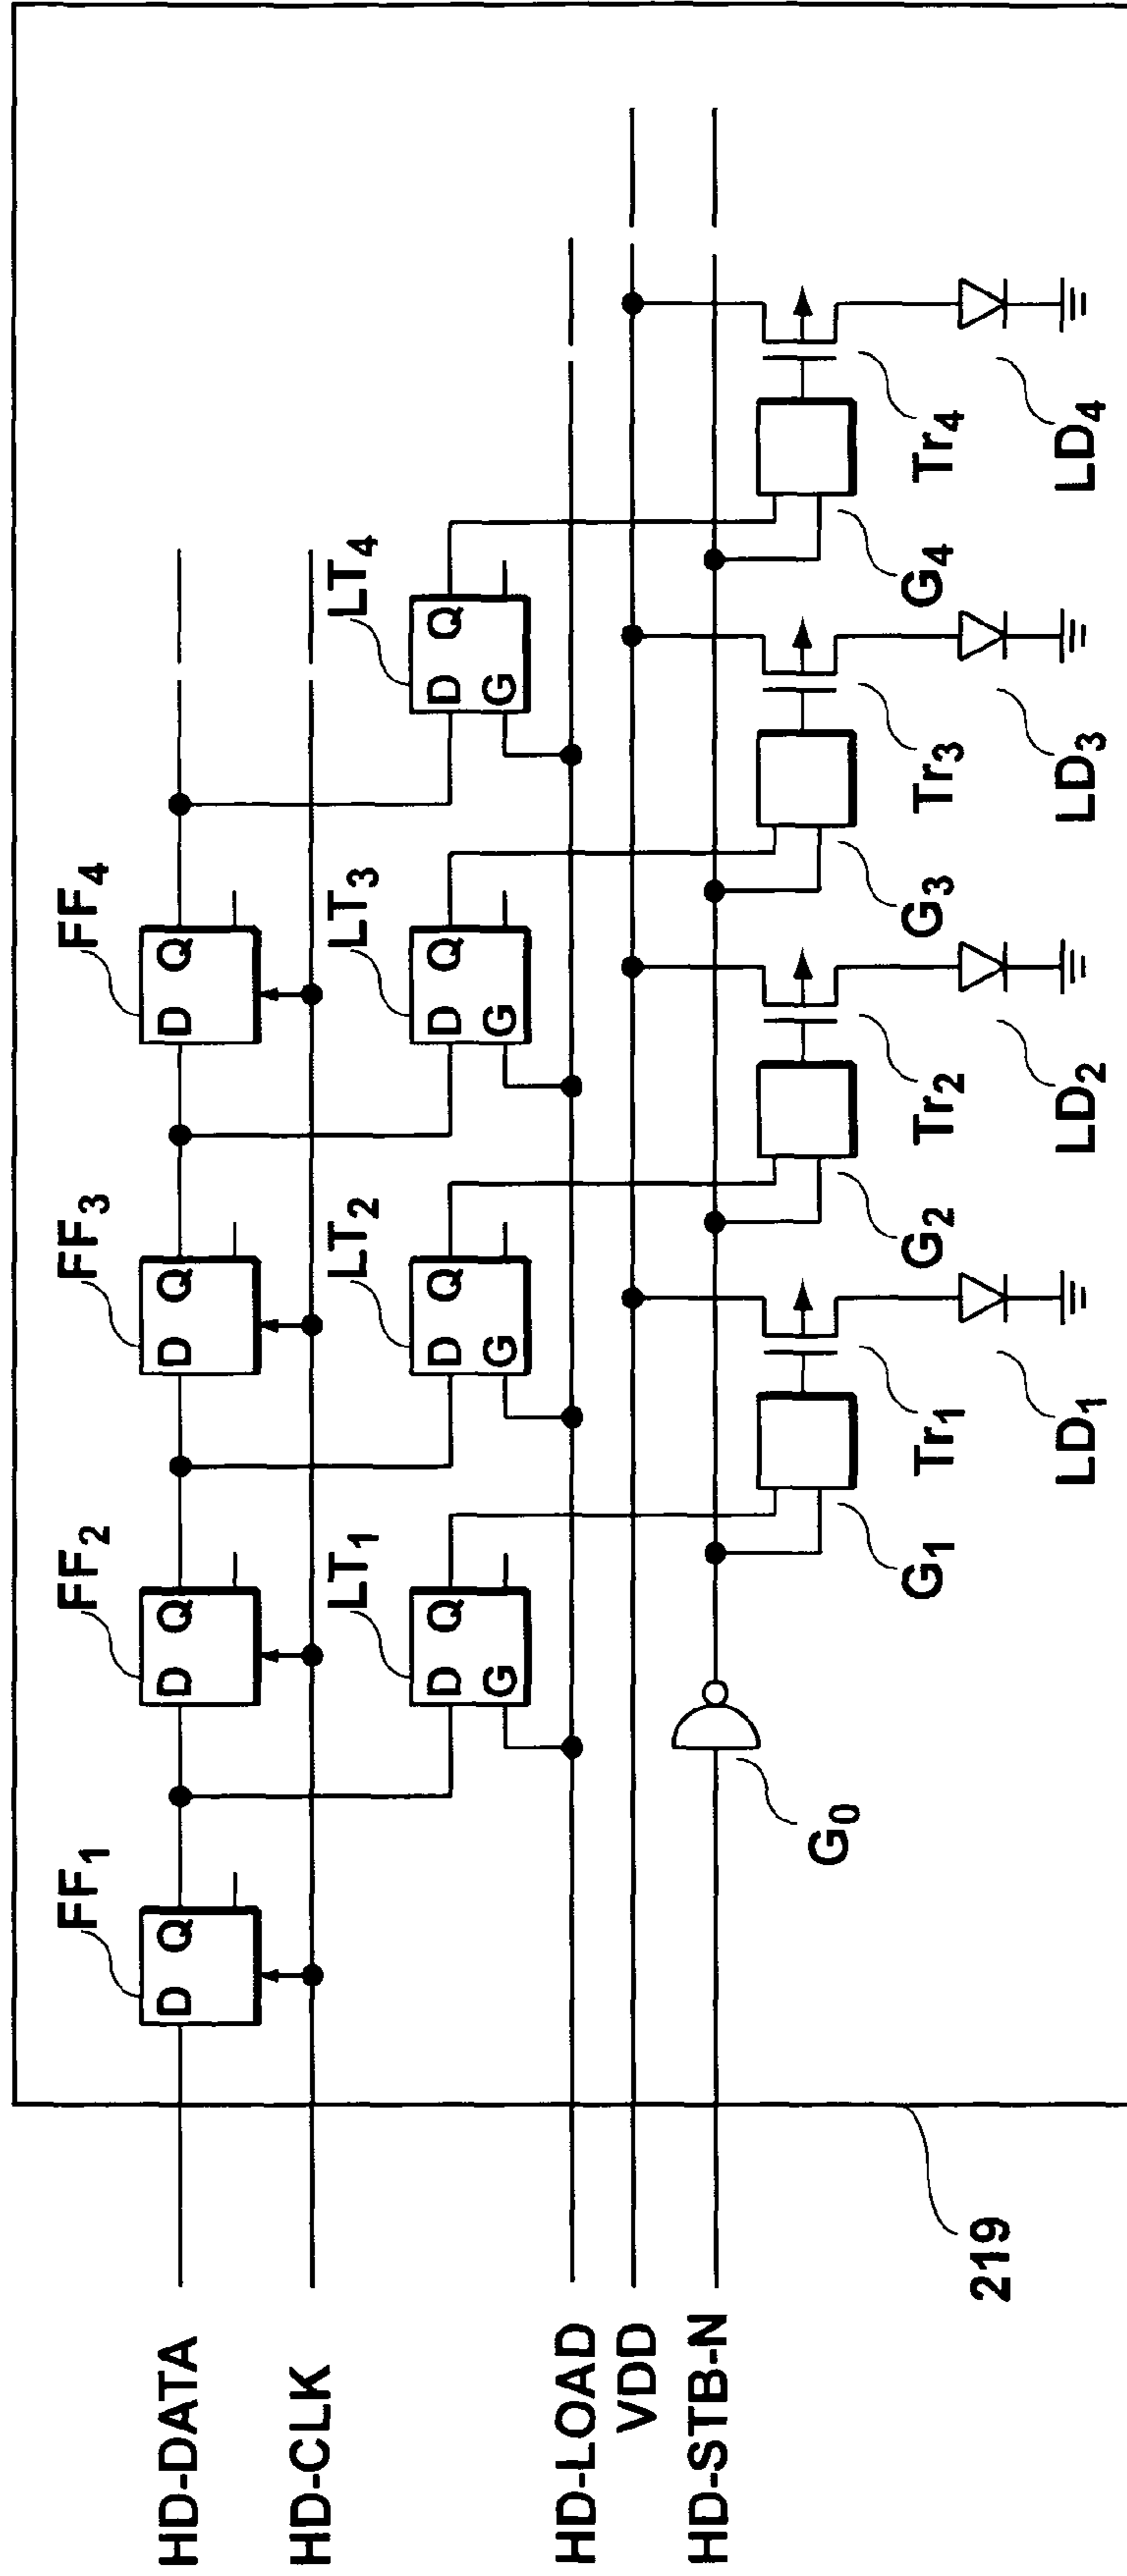 FF₁ FF₂ FF₃ FF₄
HD-DATA
D Q D Q D Q D Q
HD-CLK
LT₁ LT₂ LT₃ LT₄
D Q D Q D Q D Q
G G G G
HD-LOAD
VDD
HD-STB-N
G₀ G₁ G₂ G₃ G₄
Tr₁ Tr₂ Tr₃ Tr₄
219
LD₁ LD₂ LD₃ LD₄